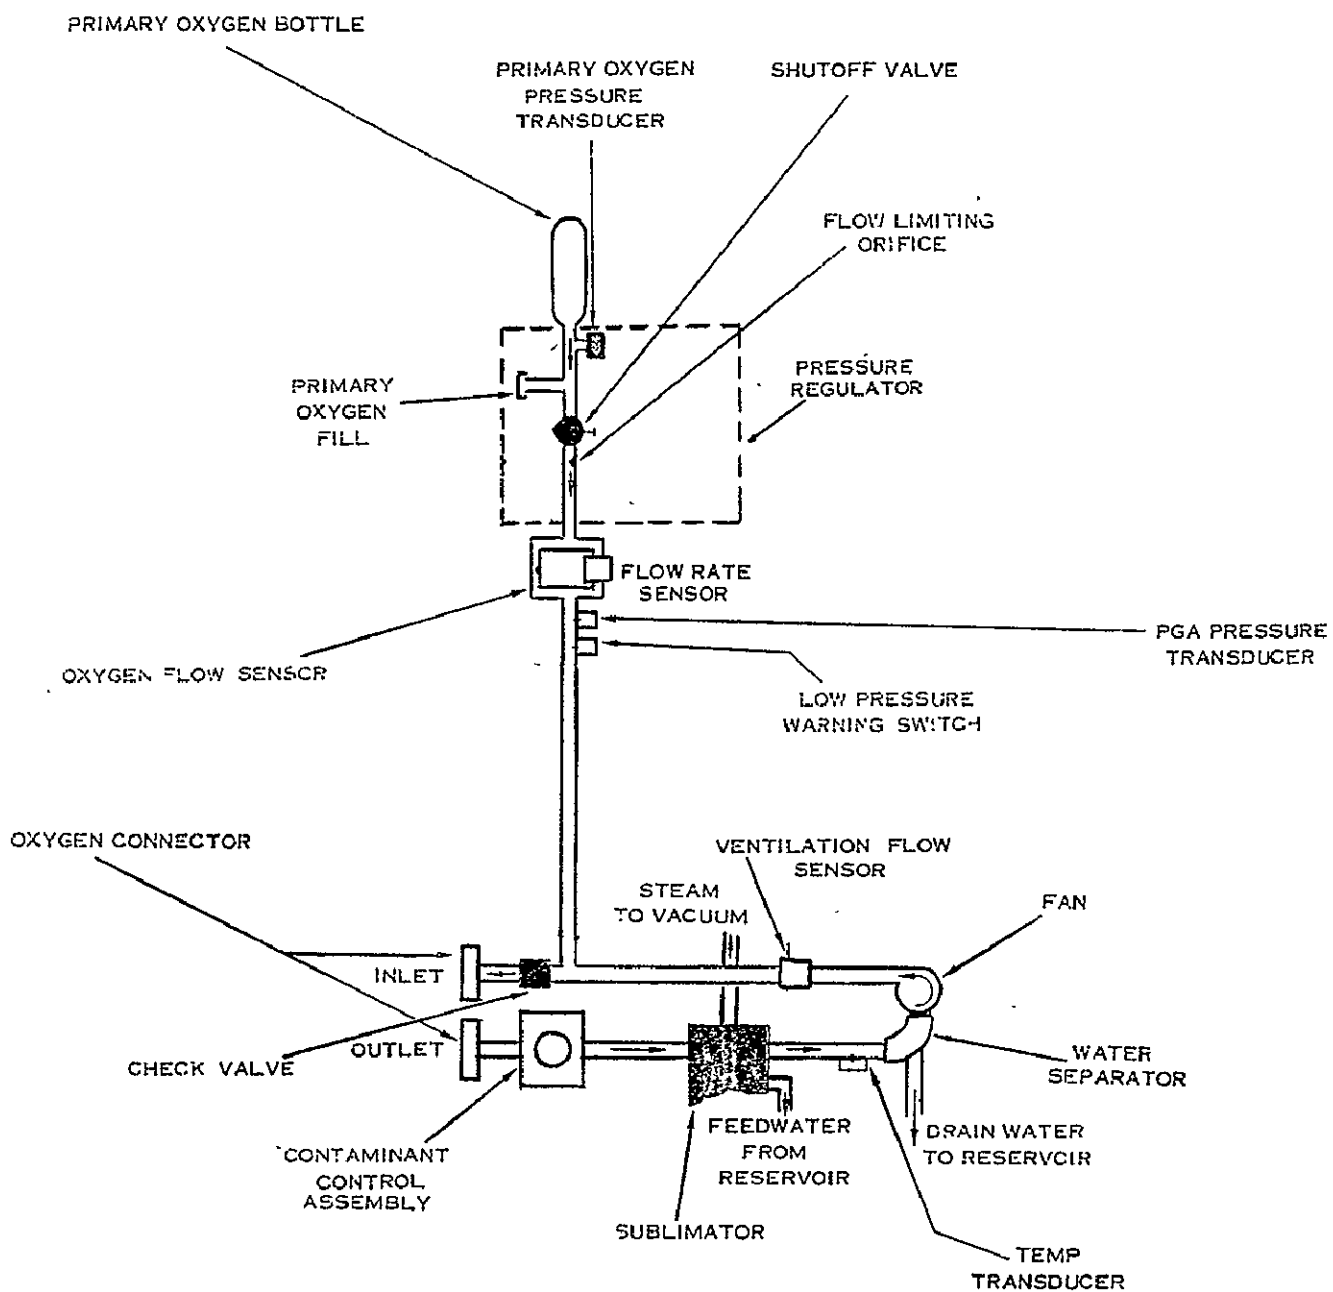 PRIMARY OXYGEN BOTTLE
PRIMARY OXYGEN
PRESSURE
TRANSDUCER
SHUTOFF VALVE
FLOW LIMITING
ORIFICE
PRIMARY
OXYGEN
FILL
PRESSURE
REGULATOR
FLOW RATE
SENSOR
PGA PRESSURE
TRANSDUCER
OXYGEN FLOW SENSOR
LOW PRESSURE
WARNING SWITCH
OXYGEN CONNECTOR
VENTILATION FLOW
SENSOR
STEAM
TO VACUUM
FAN
INLET
OUTLET
CHECK VALVE
WATER
SEPARATOR
CONTAMINANT
CONTROL
ASSEMBLY
FEEDWATER
FROM
RESERVOIR
DRAIN WATER
TO RESERVOIR
SUBLIMATOR
TEMP
TRANSDUCER